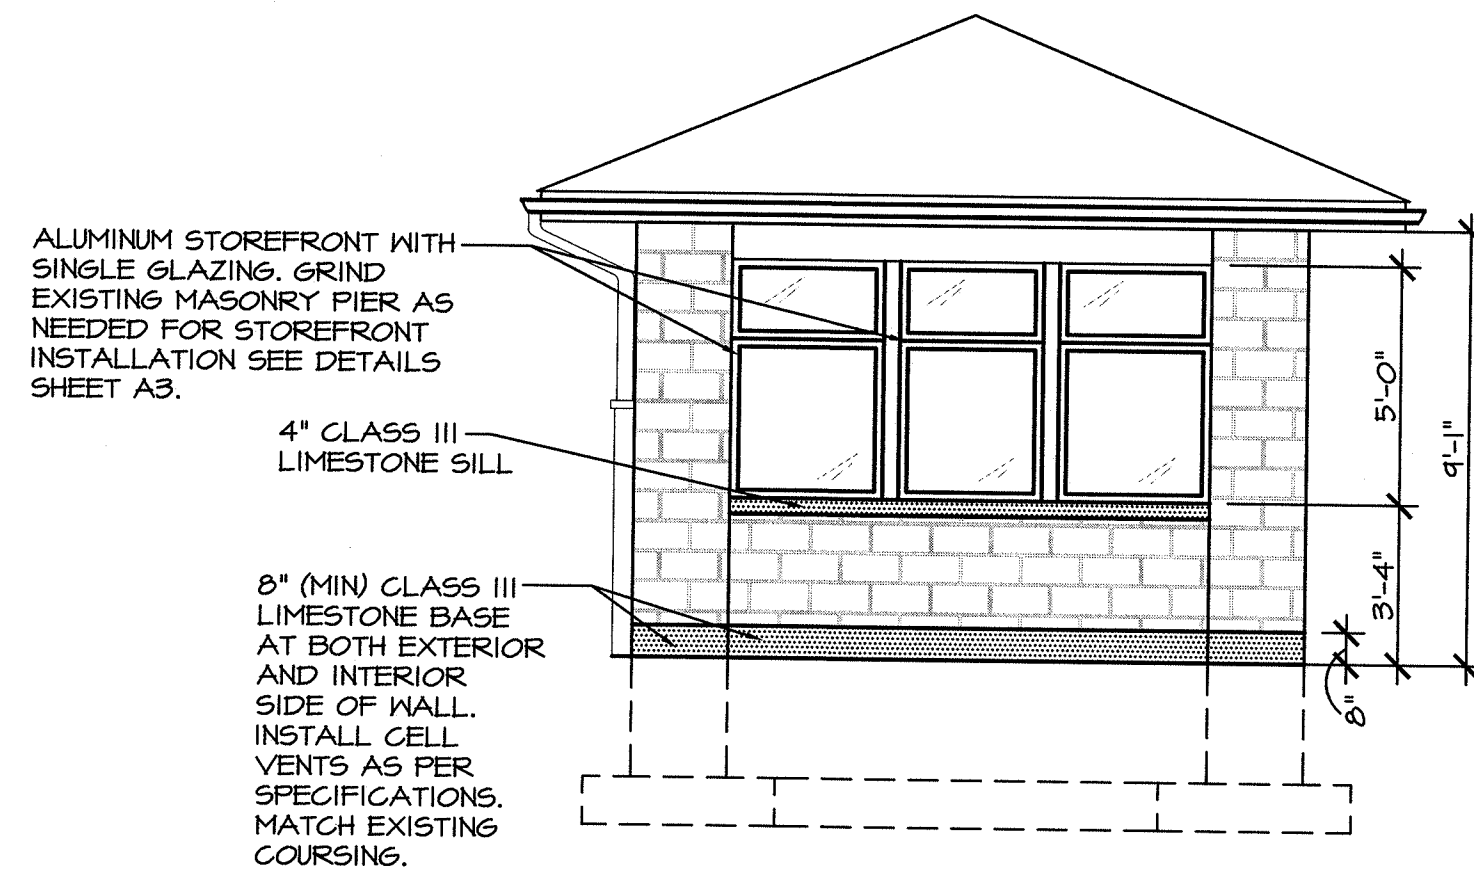 ALUMINUM STOREFRONT WITH
SINGLE GLAZING. GRIND
EXISTING MASONRY PIER AS
NEEDED FOR STOREFRONT
INSTALLATION SEE DETAILS
SHEET A3.
4" CLASS III
LIMESTONE SILL
8" (MIN) CLASS III
LIMESTONE BASE
AT BOTH EXTERIOR
AND INTERIOR
SIDE OF WALL.
INSTALL CELL
VENTS AS PER
SPECIFICATIONS.
MATCH EXISTING
COURSING.
5'-0"
9'-1"
3'-4"
8"